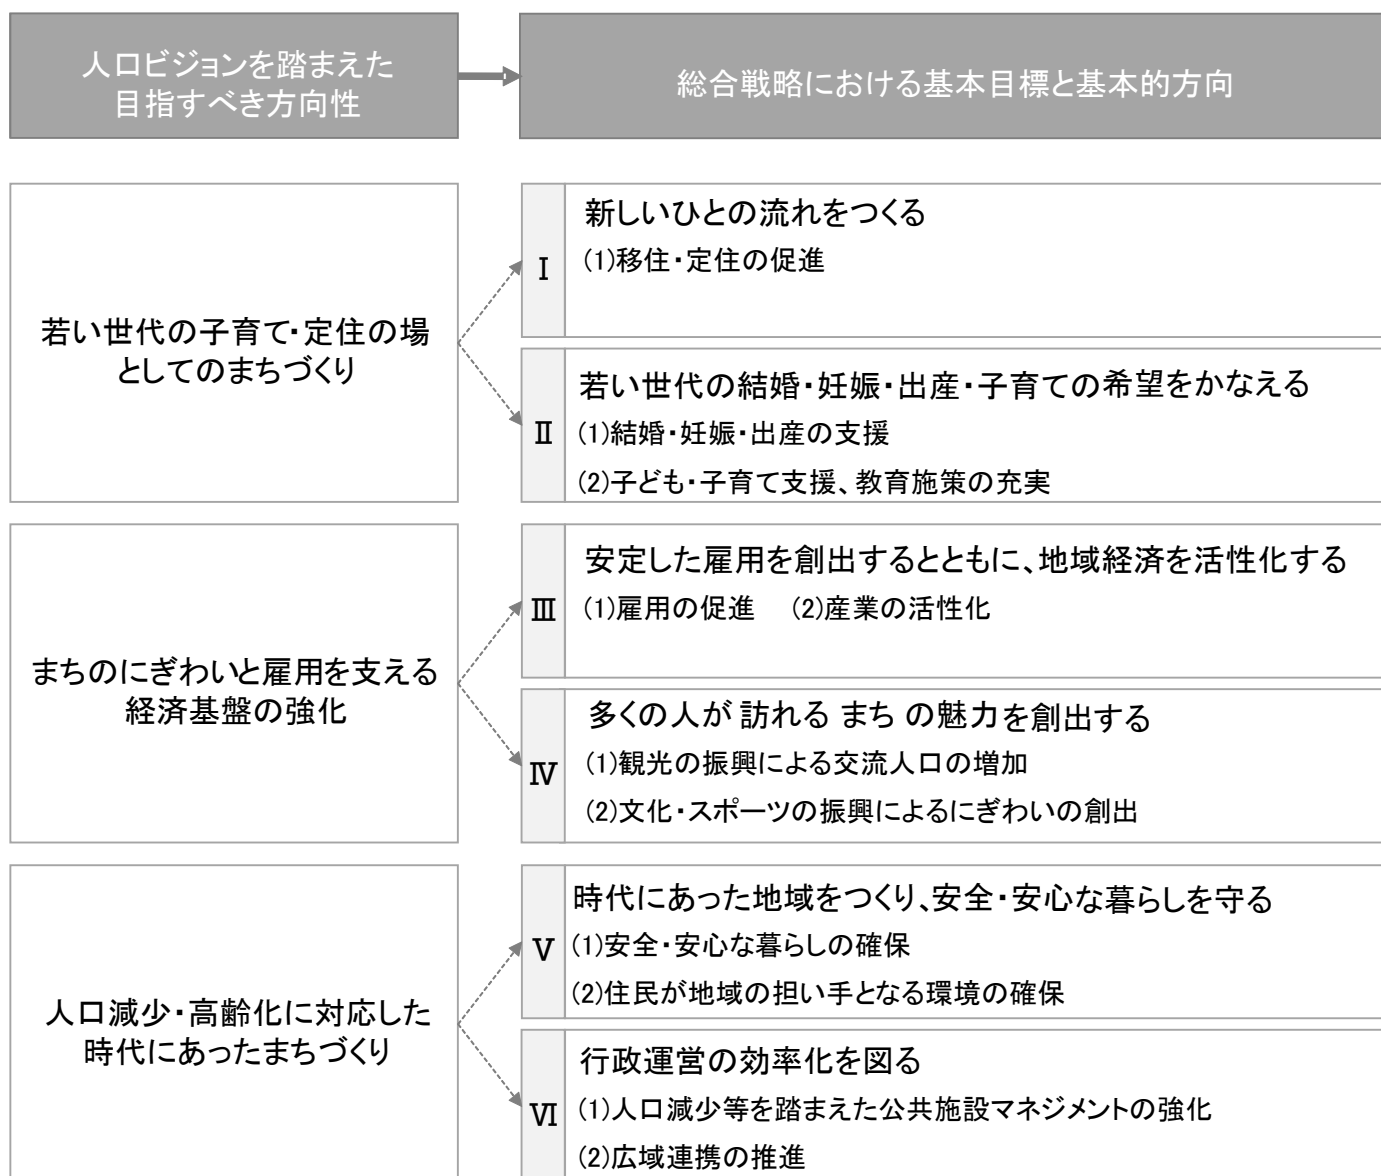 人口ビジョンを踏まえた
目指すべき方向性
総合戦略における基本目標と基本的方向
若い世代の子育て・定住の場
としてのまちづくり
Ⅰ
新しいひとの流れをつくる
(1)移住・定住の促進
Ⅱ
若い世代の結婚・妊娠・出産・子育ての希望をかなえる
(1)結婚・妊娠・出産の支援
(2)子ども・子育て支援、教育施策の充実
まちのにぎわいと雇用を支える
経済基盤の強化
Ⅲ
安定した雇用を創出するとともに、地域経済を活性化する
(1)雇用の促進 (2)産業の活性化
Ⅳ
多くの人が訪れる まち の魅力を創出する
(1)観光の振興による交流人口の増加
(2)文化・スポーツの振興によるにぎわいの創出
人口減少・高齢化に対応した
時代にあったまちづくり
Ⅴ
時代にあった地域をつくり、安全・安心な暮らしを守る
(1)安全・安心な暮らしの確保
(2)住民が地域の担い手となる環境の確保
Ⅵ
行政運営の効率化を図る
(1)人口減少等を踏まえた公共施設マネジメントの強化
(2)広域連携の推進